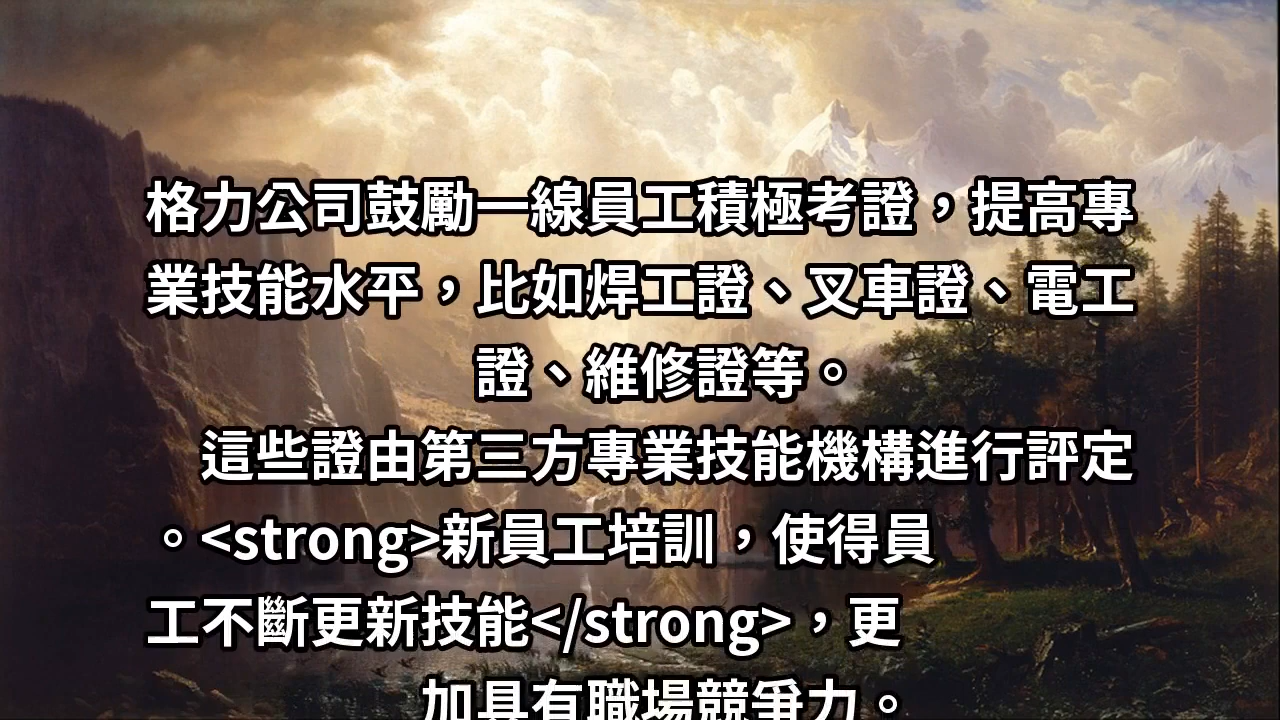 格力公司鼓勵一線員工積極考證，提高專
業技能水平，比如焊工證、叉車證、電工
證、維修證等。
這些證由第三方專業技能機構進行評定
。<strong>新員工培訓，使得員
工不斷更新技能</strong>，更
加具有職場競爭力。